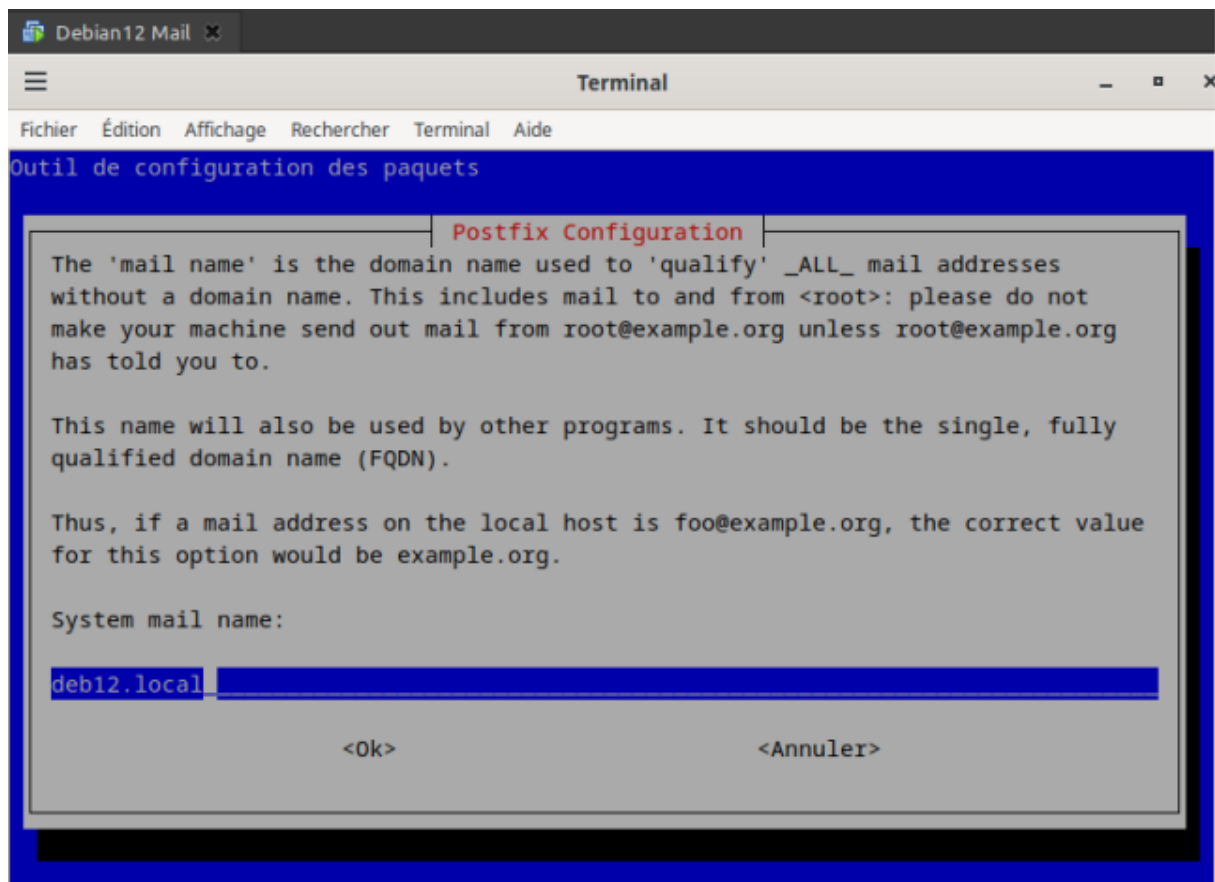 Debian12 Mail
Terminal
Fichier Édition Affichage Rechercher Terminal Aide
Outil de configuration des paquets
Postfix Configuration
The 'mail name' is the domain name used to 'qualify' _ALL_ mail addresses
without a domain name. This includes mail to and from <root>: please do not
make your machine send out mail from root@example.org unless root@example.org
has told you to.
This name will also be used by other programs. It should be the single, fully
qualified domain name (FQDN).
Thus, if a mail address on the local host is foo@example.org, the correct value
for this option would be example.org.
System mail name:
deb12.local
<Ok> <Annuler>